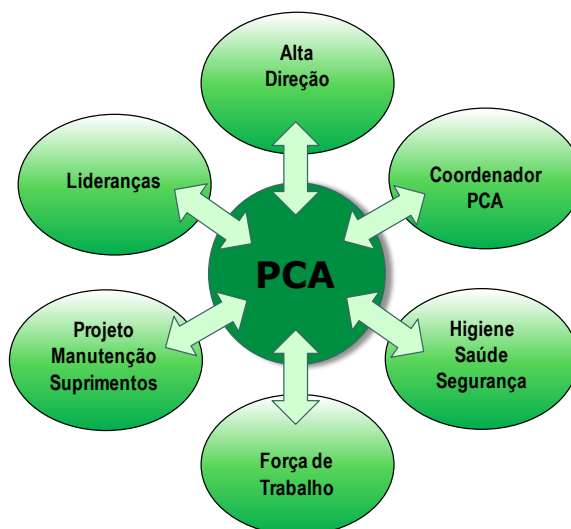 Alta
Direção
Lideranças
Coordenador
PCA
PCA
Projeto
Manutenção
Suprimentos
Higiene
Saúde
Segurança
Força de
Trabalho